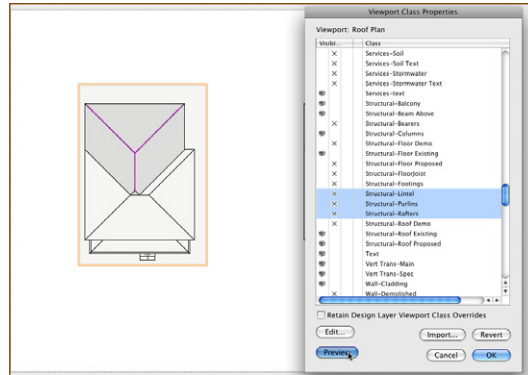 Viewport Class Properties
Viewport: Roof Plan
Visibi... Class
Services-Soil
Services-Soil Text
Services-Stormwater
Services-Stormwater Text
Services-text
Structural-Balcony
Structural-Beam Above
Structural-Bearers
Structural-Columns
Structural-Floor Demo
Structural-Floor Existing
Structural-Floor Proposed
Structural-FloorJoist
Structural-Footings
Structural-Lintel
Structural-Purlins
Structural-Rafters
Structural-Roof Demo
Structural-Roof Existing
Structural-Roof Proposed
Text
Vert Trans-Main
Vert Trans-Spec
Wall-Cladding
Wall-Demolished
Retain Design Layer Viewport Class Overrides
Edit... Import... Revert
Preview Cancel OK